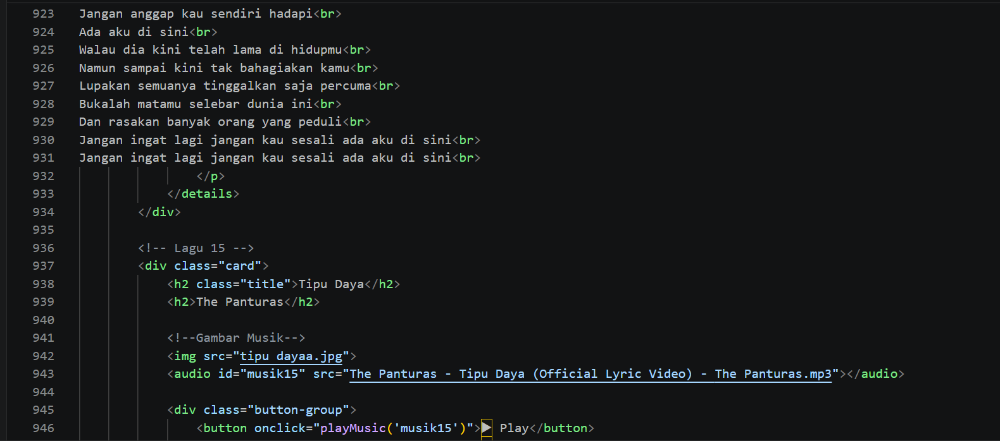 923 Jangan anggap kau sendiri hadapi<br>
924 Ada aku di sini<br>
925 Walau dia kini telah lama di hidupmu<br>
926 Namun sampai kini tak bahagiakan kamu<br>
927 Lupakan semuanya tinggalkan saja percuma<br>
928 Bukalah matamu selebar dunia ini<br>
929 Dan rasakan banyak orang yang peduli<br>
930 Jangan ingat lagi jangan kau sesali ada aku di sini<br>
931 Jangan ingat lagi jangan kau sesali ada aku di sini<br>
932 </p>
933 </details>
934 </div>
935
936 <!-- Lagu 15 -->
937 <div class="card">
938 <h2 class="title">Tipu Daya</h2>
939 <h2>The Panturas</h2>
940
941 <!--Gambar Musik-->
942 <img src="tipu dayaa.jpg">
943 <audio id="musik15" src="The Panturas - Tipu Daya (Official Lyric Video) - The Panturas.mp3"></audio>
944
945 <div class="button-group">
946 <button onclick="playMusic('musik15')">▶ Play</button>